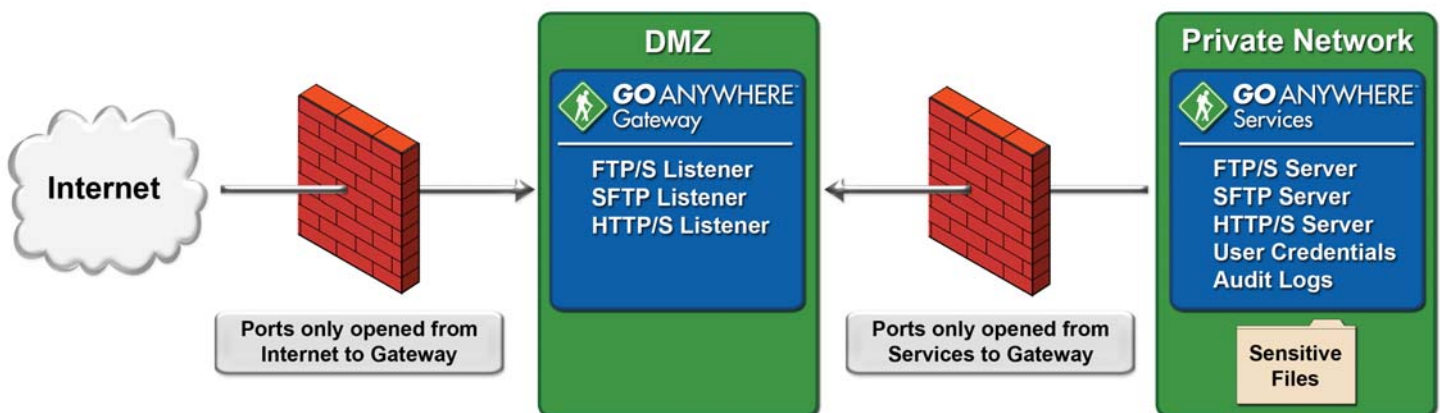 Internet
Ports only opened from
Internet to Gateway
DMZ
GO ANYWHERE™
Gateway
FTP/S Listener
SFTP Listener
HTTP/S Listener
Ports only opened from
Services to Gateway
Private Network
GO ANYWHERE™
Services
FTP/S Server
SFTP Server
HTTP/S Server
User Credentials
Audit Logs
Sensitive
Files